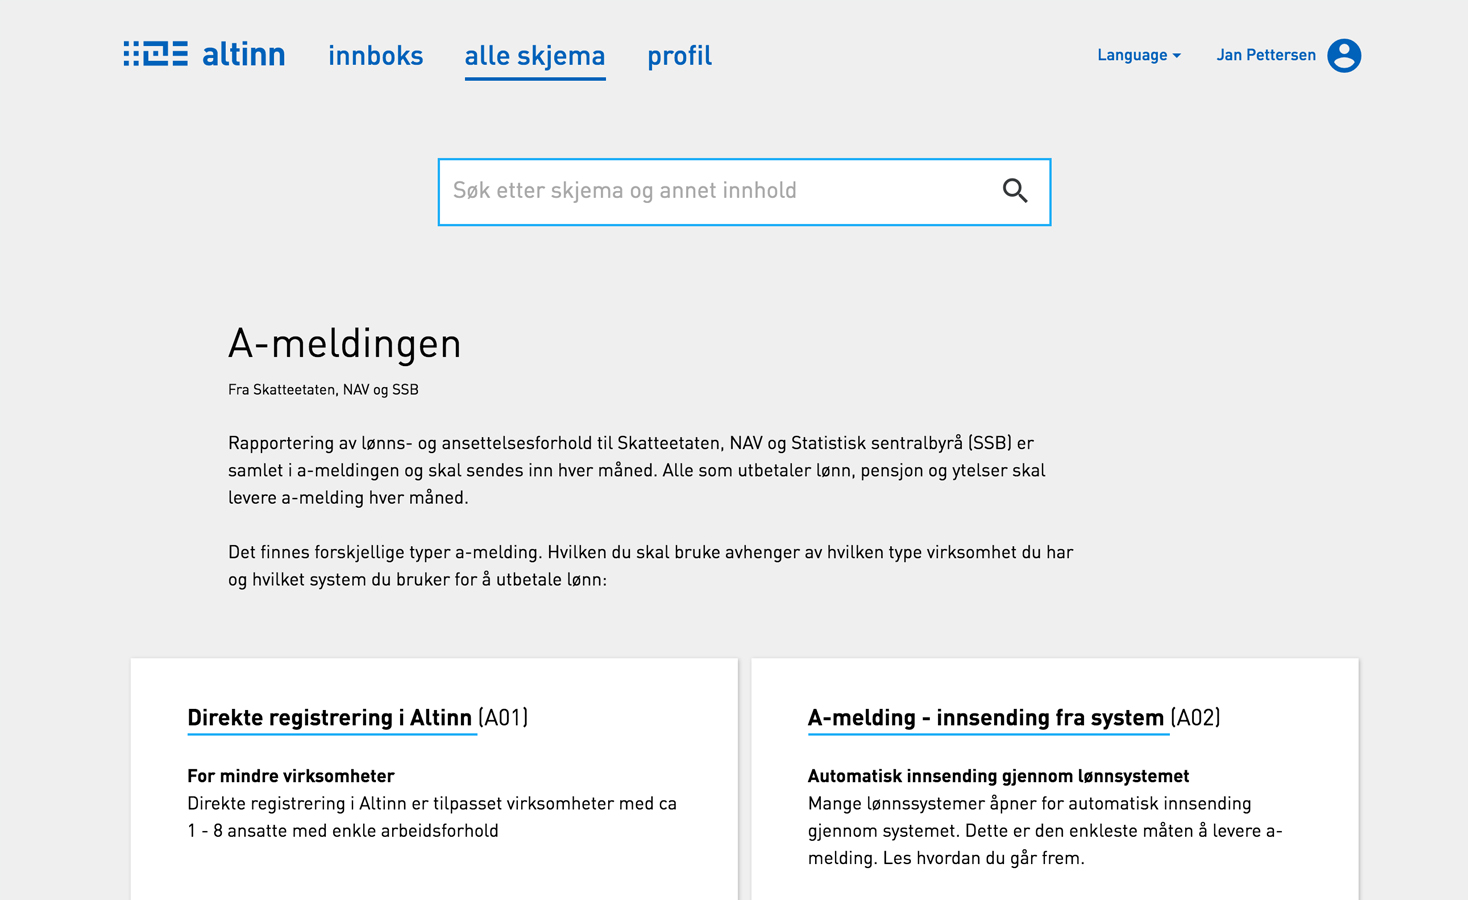 altinn innboks alle skjema profil Language Jan Pettersen
Søk etter skjema og annet innhold
A-meldingen
Fra Skatteetaten, NAV og SSB
Rapportering av lønns- og ansettelsesforhold til Skatteetaten, NAV og Statistisk sentralbyrå (SSB) er
samlet i a-meldingen og skal sendes inn hver måned. Alle som utbetaler lønn, pensjon og ytelser skal
levere a-melding hver måned.
Det finnes forskjellige typer a-melding. Hvilken du skal bruke avhenger av hvilken type virksomhet du har
og hvilket system du bruker for å utbetale lønn:
Direkte registrering i Altinn (A01)
For mindre virksomheter
Direkte registrering i Altinn er tilpasset virksomheter med ca
1 - 8 ansatte med enkle arbeidsforhold
A-melding - innsending fra system (A02)
Automatisk innsending gjennom lønnsystemet
Mange lønnssystemer åpner for automatisk innsending
gjennom systemet. Dette er den enkleste måten å levere a-
melding. Les hvordan du går frem.